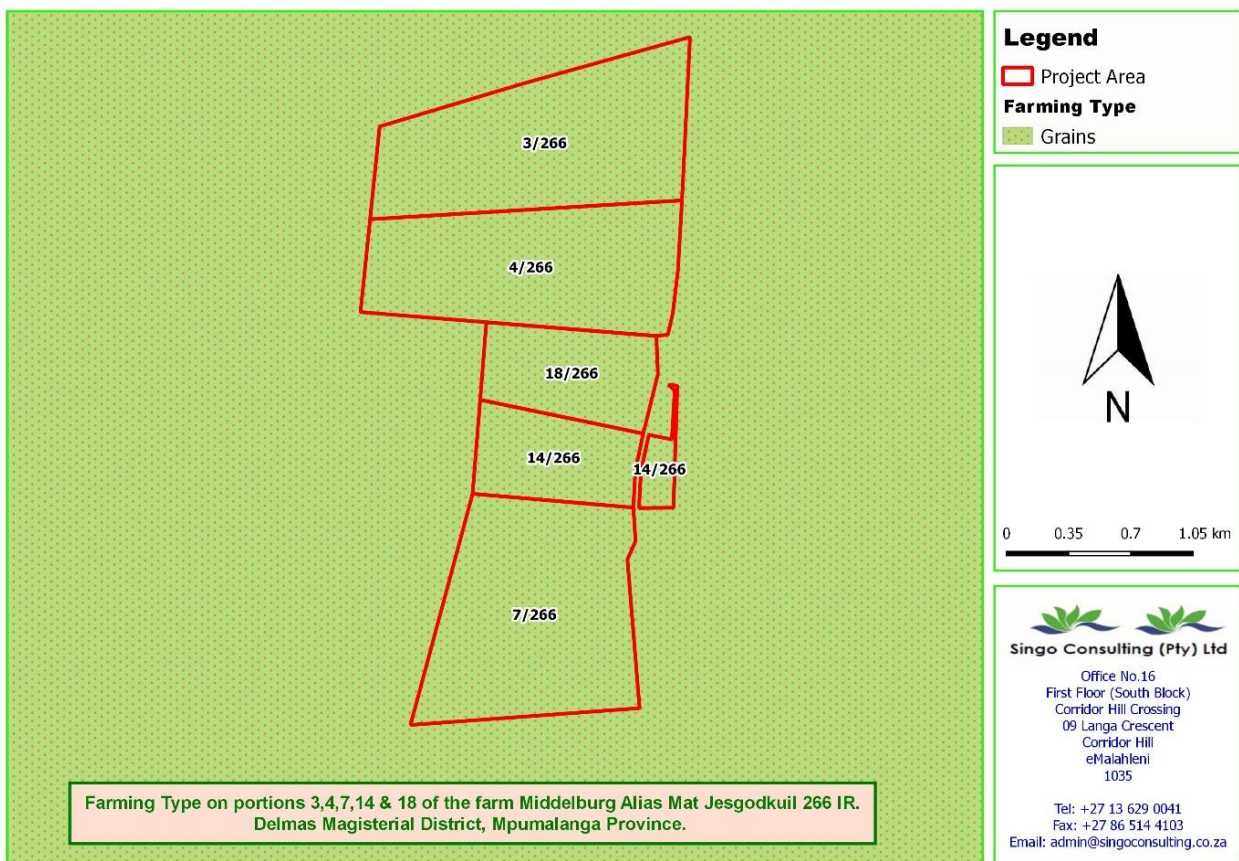 3/266
4/266
18/266
14/266
14/266
7/266
Farming Type on portions 3,4,7,14 & 18 of the farm Middelburg Alias Mat Jesgodkuil 266 IR.
Delmas Magisterial District, Mpumalanga Province.
Legend
Project Area
Farming Type
Grains
N
0 0.35 0.7 1.05 km
Singo Consulting (Pty) Ltd
Office No.16
First Floor (South Block)
Corridor Hill Crossing
09 Langa Crescent
Corridor Hill
eMalahleni
1035
Tel: +27 13 629 0041
Fax: +27 86 514 4103
Email: admin@singoconsulting.co.za